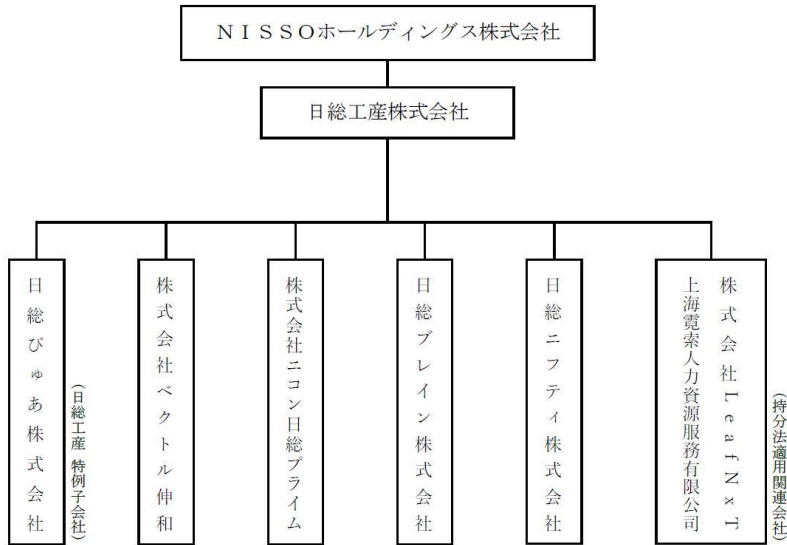 ＮＩＳＳＯホールディングス株式会社
日総工産株式会社
日総ぴゅあ株式会社
（日総工産 特例子会社）
株式会社ベクトル伸和
株式会社ニコン日総プライム
日総ブレイン株式会社
日総ニフティ株式会社
株式会社ＬｅａｆＮｘＴ
上海霓索人力資源服務有限公司
（持分法適用関連会社）